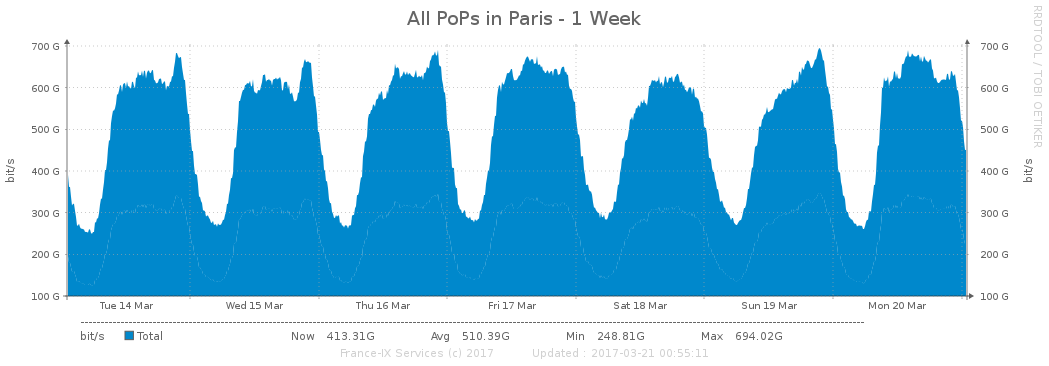 All PoPs in Paris - 1 Week
RRDTOOL / TOBI OETIKER
bit/s
700 G
600 G
500 G
400 G
300 G
200 G
100 G
700 G
600 G
500 G
400 G
300 G
200 G
100 G
bit/s
Tue 14 Mar Wed 15 Mar Thu 16 Mar Fri 17 Mar Sat 18 Mar Sun 19 Mar Mon 20 Mar
bit/s Total Now 413.31G Avg 510.39G Min 248.81G Max 694.02G
France-IX Services (c) 2017 Updated : 2017-03-21 00:55:11